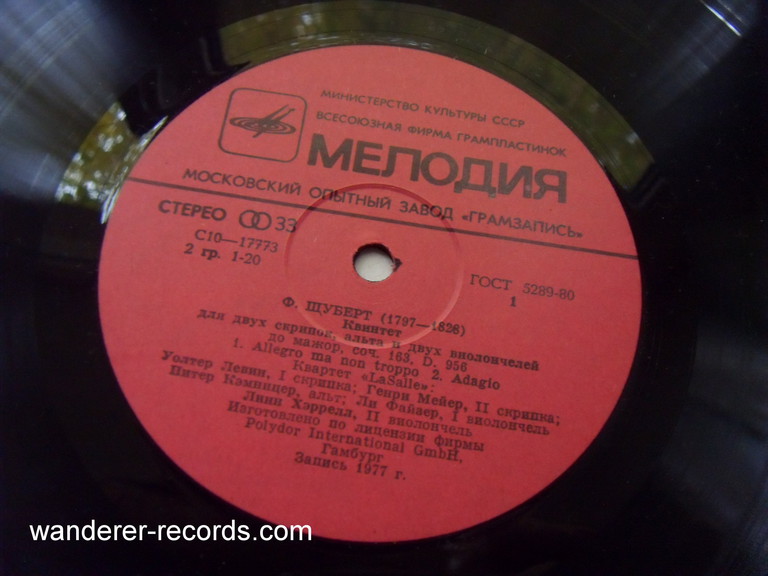 МИНИСТЕРСТВО КУЛЬТУРЫ СССР
ВСЕСОЮЗНАЯ ФИРМА ГРАМПЛАСТИНОК
МЕЛОДИЯ
МОСКОВСКИЙ ОПЫТНЫЙ ЗАВОД «ГРАМЗАПИСЬ»
СТЕРЕО 33
С10—17773
2 гр. 1-20
ГОСТ 5289-80
1
Ф. ШУБЕРТ (1797—1828)
Квинтет
для двух скрипок, альта и двух виолончелей
до мажор, соч. 163, D. 956
1. Allegro ma non troppo 2. Adagio
Квартет «LaSalle»:
Уолтер Левин, I скрипка; Генри Мейер, II скрипка;
Питер Кэмпицер, альт; Ли Файзер, I виолончель
Линн Хэррелл, II виолончель
Изготовлено по лицензии фирмы
Polydor International GmbH,
Гамбург
Запись 1977 г.
wanderer-records.com